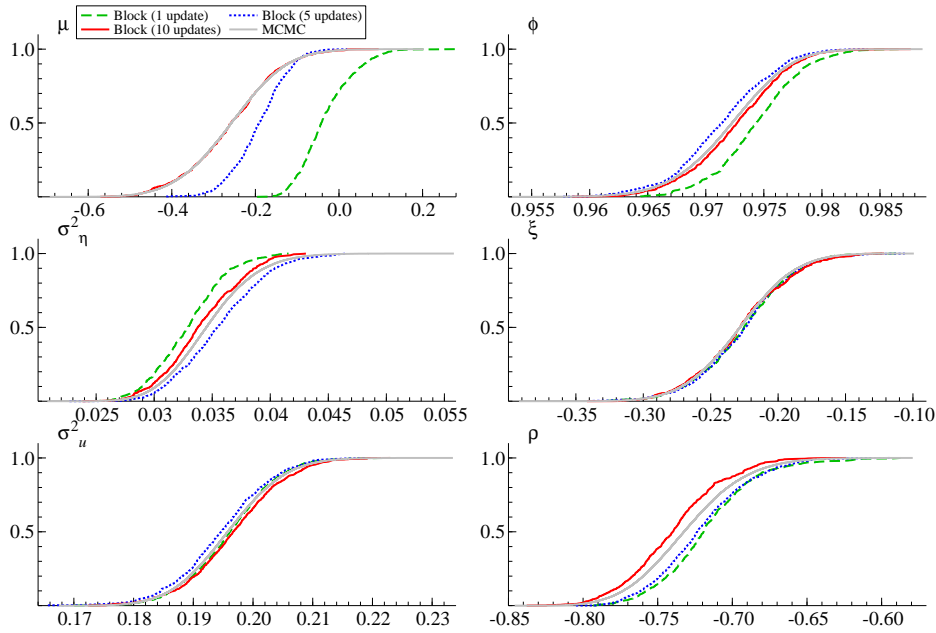 μ
Block (1 update) Block (5 updates)
Block (10 updates) MCMC
1.0
0.5
-0.6 -0.4 -0.2 0.0 0.2
ϕ
1.0
0.5
0.955 0.96 0.965 0.97 0.975 0.98 0.985
σ²η
1.0
0.5
0.025 0.03 0.035 0.04 0.045 0.05 0.055
ξ
1.0
0.5
-0.35 -0.30 -0.25 -0.20 -0.15 -0.10
σ²u
1.0
0.5
0.17 0.18 0.19 0.20 0.21 0.22 0.23
ρ
1.0
0.5
-0.85 -0.80 -0.75 -0.70 -0.65 -0.60